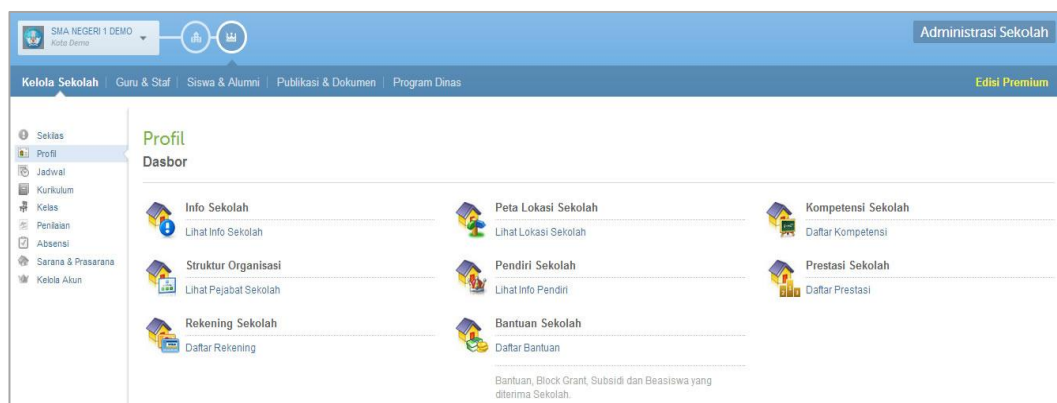 SMA NEGERI 1 DEMO
Kota Demo
Administrasi Sekolah
Kelola Sekolah | Guru & Staf | Siswa & Alumni | Publikasi & Dokumen | Program Dinas
Edisi Premium
Sekilas
Profil
Jadwal
Kurikulum
Kelas
Penilaian
Absensi
Sarana & Prasarana
Kelola Akun
Profil
Dasbor
Info Sekolah
Lihat Info Sekolah
Peta Lokasi Sekolah
Lihat Lokasi Sekolah
Kompetensi Sekolah
Daftar Kompetensi
Struktur Organisasi
Lihat Pejabat Sekolah
Pendiri Sekolah
Lihat Info Pendiri
Prestasi Sekolah
Daftar Prestasi
Rekening Sekolah
Daftar Rekening
Bantuan Sekolah
Daftar Bantuan
Bantuan, Block Grant, Subsidi dan Beasiswa yang
diterima Sekolah.